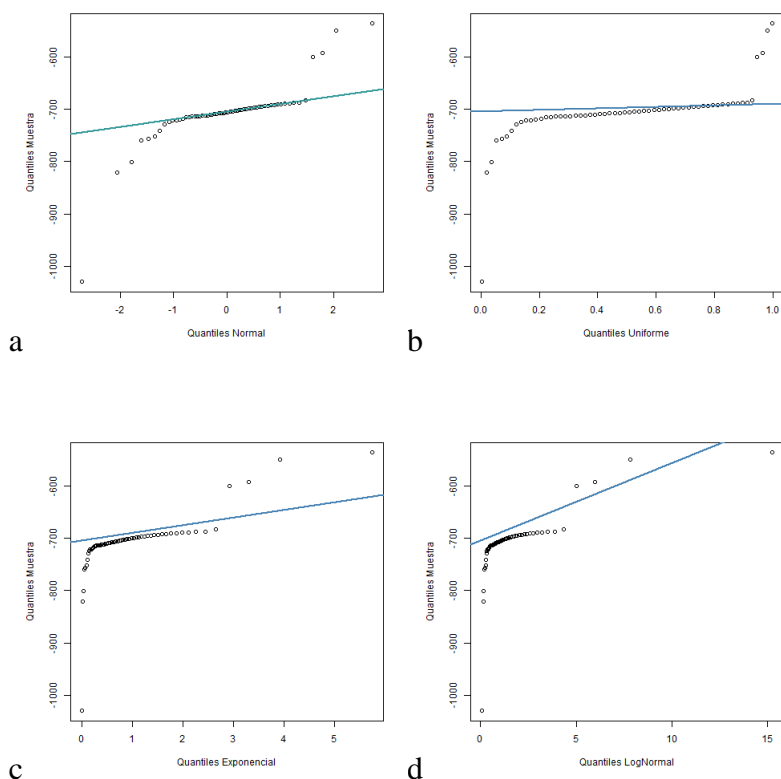 Quantiles Muestra
-1000 -900 -800 -700 -600
-2 -1 0 1 2
Quantiles Normal
a
Quantiles Muestra
-1000 -900 -800 -700 -600
0.0 0.2 0.4 0.6 0.8 1.0
Quantiles Uniforme
b
Quantiles Muestra
-1000 -900 -800 -700 -600
0 1 2 3 4 5
Quantiles Exponencial
c
Quantiles Muestra
-1000 -900 -800 -700 -600
0 5 10 15
Quantiles LogNormal
d